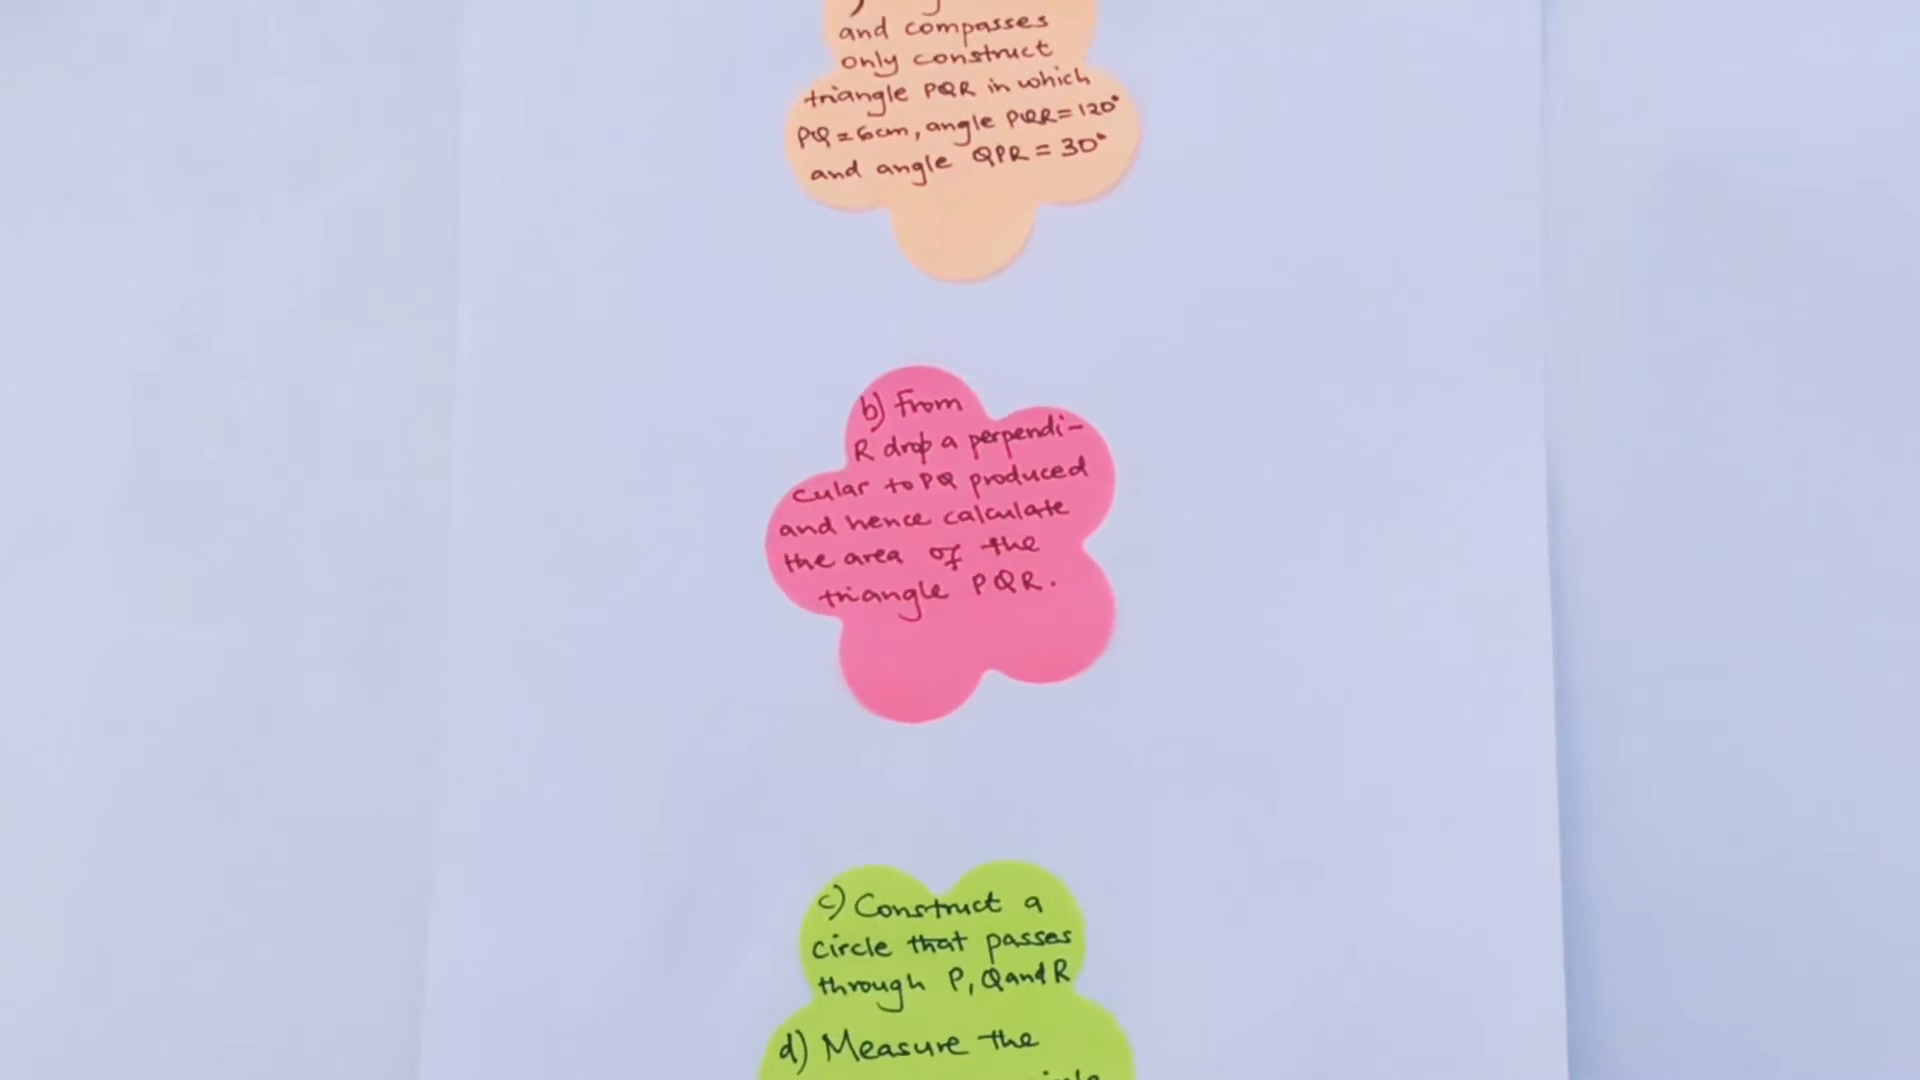 and compasses
only construct
triangle PQR in which
PQ = 6cm, angle PQR = 120°
and angle QPR = 30°
b) From
R drop a perpendi-
cular to PQ produced
and hence calculate
the area of the
triangle PQR.
c) Construct a
circle that passes
through P, Q and R
d) Measure the